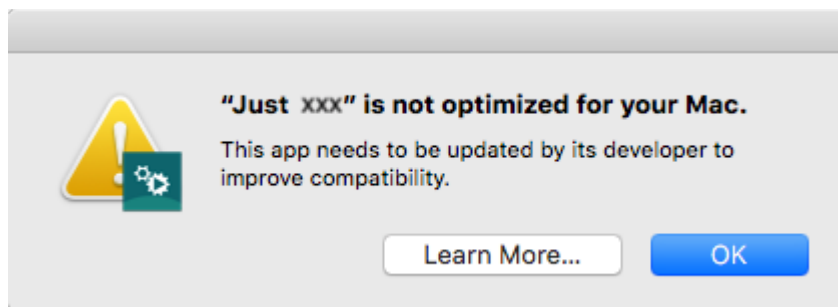 “Just xxx” is not optimized for your Mac.
This app needs to be updated by its developer to
improve compatibility.
Learn More...
OK